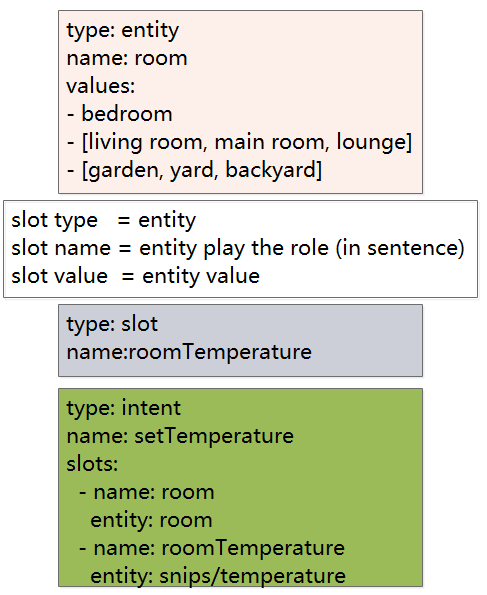 type: entity
name: room
values:
- bedroom
- [living room, main room, lounge]
- [garden, yard, backyard]
slot type = entity
slot name = entity play the role (in sentence)
slot value = entity value
type: slot
name:roomTemperature
type: intent
name: setTemperature
slots:
- name: room
entity: room
- name: roomTemperature
entity: snips/temperature